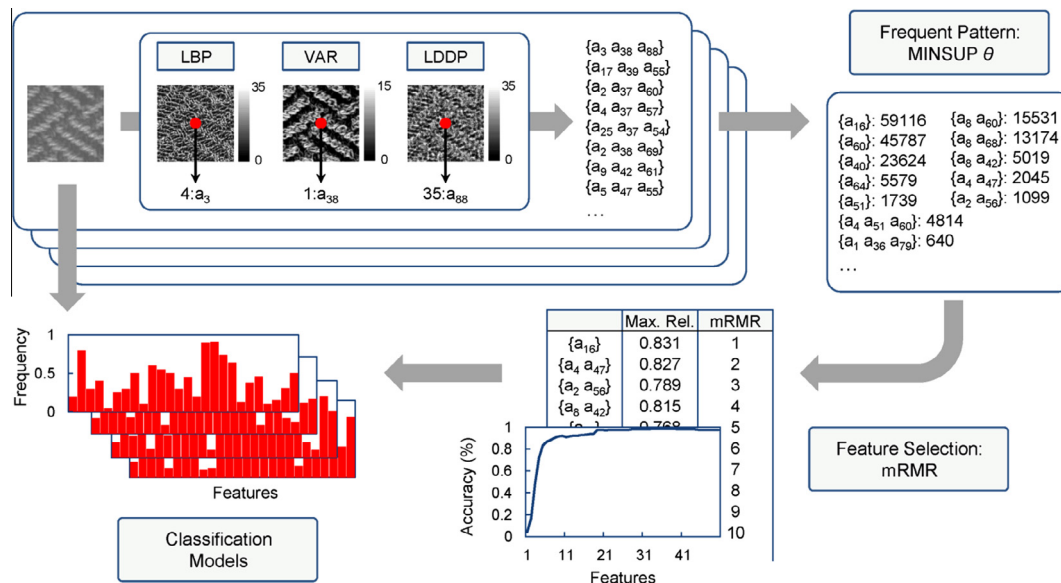 LBP VAR LDDP
35 15 35
0 0 0
4:a3 1:a38 35:a88
{a3 a38 a88}
{a17 a39 a55}
{a2 a37 a60}
{a4 a37 a57}
{a25 a37 a54}
{a2 a38 a69}
{a9 a42 a61}
{a5 a47 a55}
...
Frequent Pattern:
MINSUP θ
{a16}: 59116 {a8 a60}: 15531
{a60}: 45787 {a8 a68}: 13174
{a40}: 23624 {a8 a42}: 5019
{a64}: 5579 {a4 a47}: 2045
{a51}: 1739 {a2 a56}: 1099
{a4 a51 a60}: 4814
{a1 a36 a79}: 640
...
Max. Rel. mRMR
{a16} 0.831 1
{a4 a47} 0.827 2
{a2 a56} 0.789 3
{a8 a42} 0.815 4
0.768 5
6
7
8
9
10
Feature Selection:
mRMR
Accuracy (%)
1
0.8
0.6
0.4
0.2
0
1 11 21 31 41
Features
Frequency
1
0.5
0
Features
Classification
Models